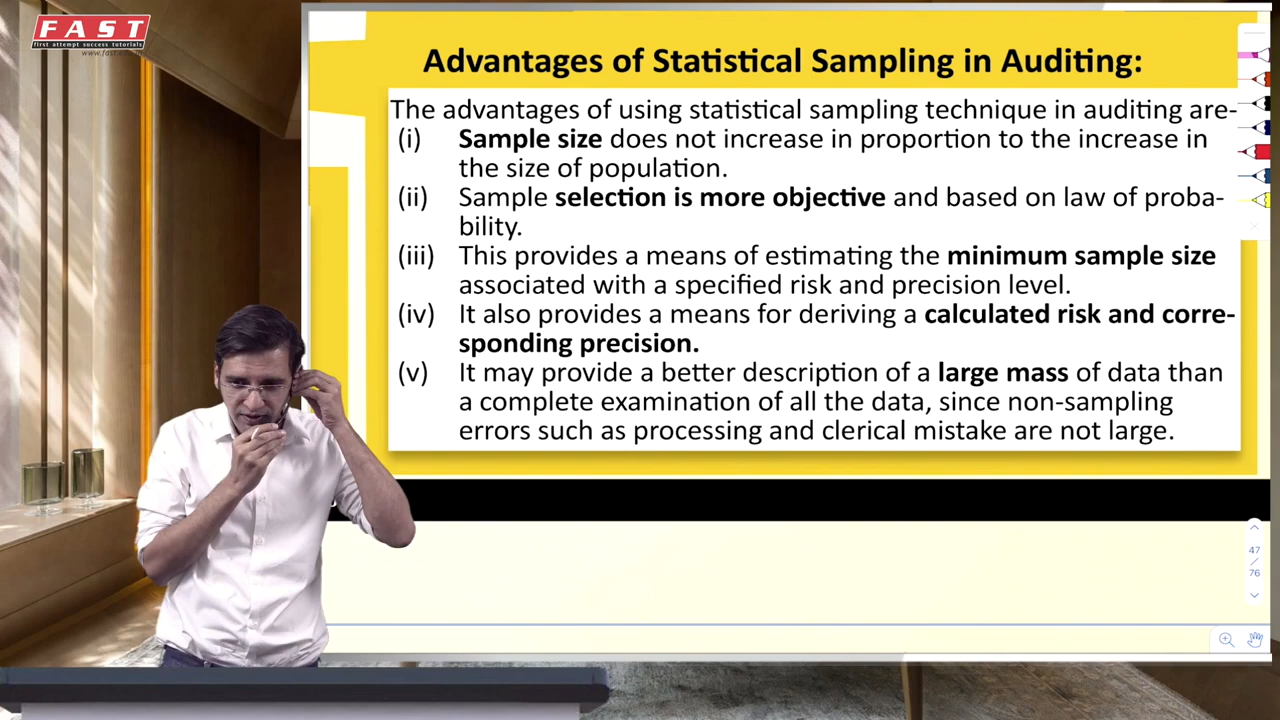 FAST
first attempt success tutorials
Advantages of Statistical Sampling in Auditing:
The advantages of using statistical sampling technique in auditing are-
(i) Sample size does not increase in proportion to the increase in
the size of population.
(ii) Sample selection is more objective and based on law of proba-
bility.
(iii) This provides a means of estimating the minimum sample size
associated with a specified risk and precision level.
(iv) It also provides a means for deriving a calculated risk and corre-
sponding precision.
(v) It may provide a better description of a large mass of data than
a complete examination of all the data, since non-sampling
errors such as processing and clerical mistake are not large.
47
/
76